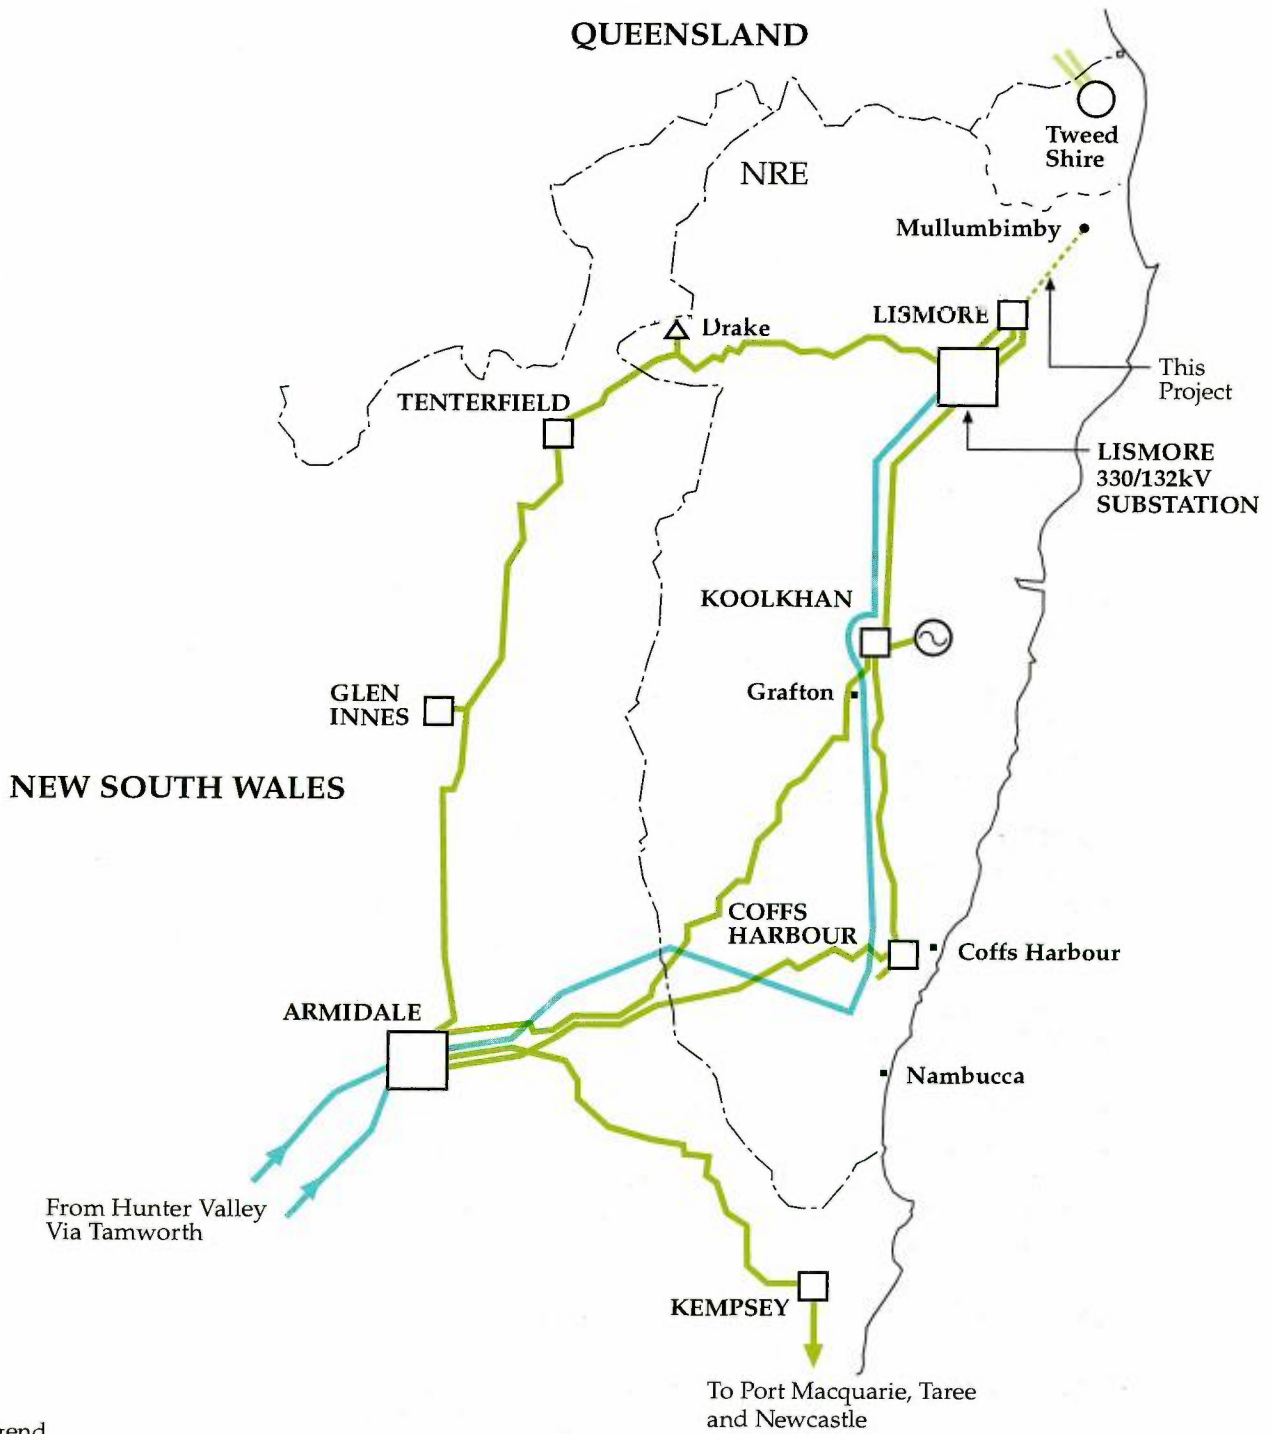 QUEENSLAND
Tweed
Shire
NRE
Mullumbimby
LISMORE
Drake
This
Project
TENTERFIELD
LISMORE
330/132kV
SUBSTATION
KOOLKHAN
GLEN
INNES
Grafton
NEW SOUTH WALES
COFFS
HARBOUR
Coffs Harbour
ARMIDALE
Nambucca
From Hunter Valley
Via Tamworth
KEMPSEY
To Port Macquarie, Taree
and Newcastle